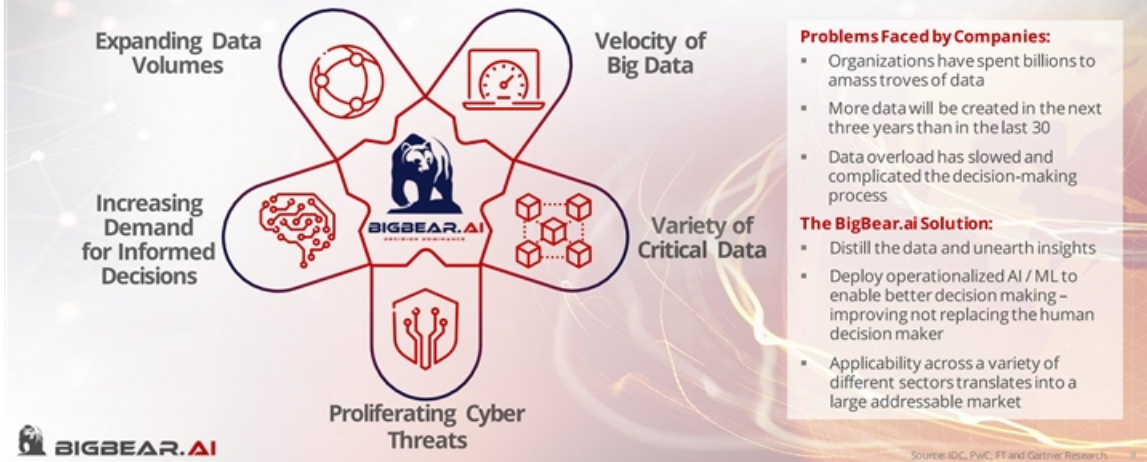 Expanding Data
Volumes
Velocity of
Big Data
Increasing
Demand
for Informed
Decisions
BIGBEAR.AI
DECISION DOMINANCE
Variety of
Critical Data
Proliferating Cyber
Threats
Problems Faced by Companies:
▪ Organizations have spent billions to
amass troves of data
▪ More data will be created in the next
three years than in the last 30
▪ Data overload has slowed and
complicated the decision-making
process
The BigBear.ai Solution:
▪ Distill the data and unearth insights
▪ Deploy operationalized AI / ML to
enable better decision making –
improving not replacing the human
decision maker
▪ Applicability across a variety of
different sectors translates into a
large addressable market
BIGBEAR.AI
Source: IDC, PwC, FT and Gartner Research.